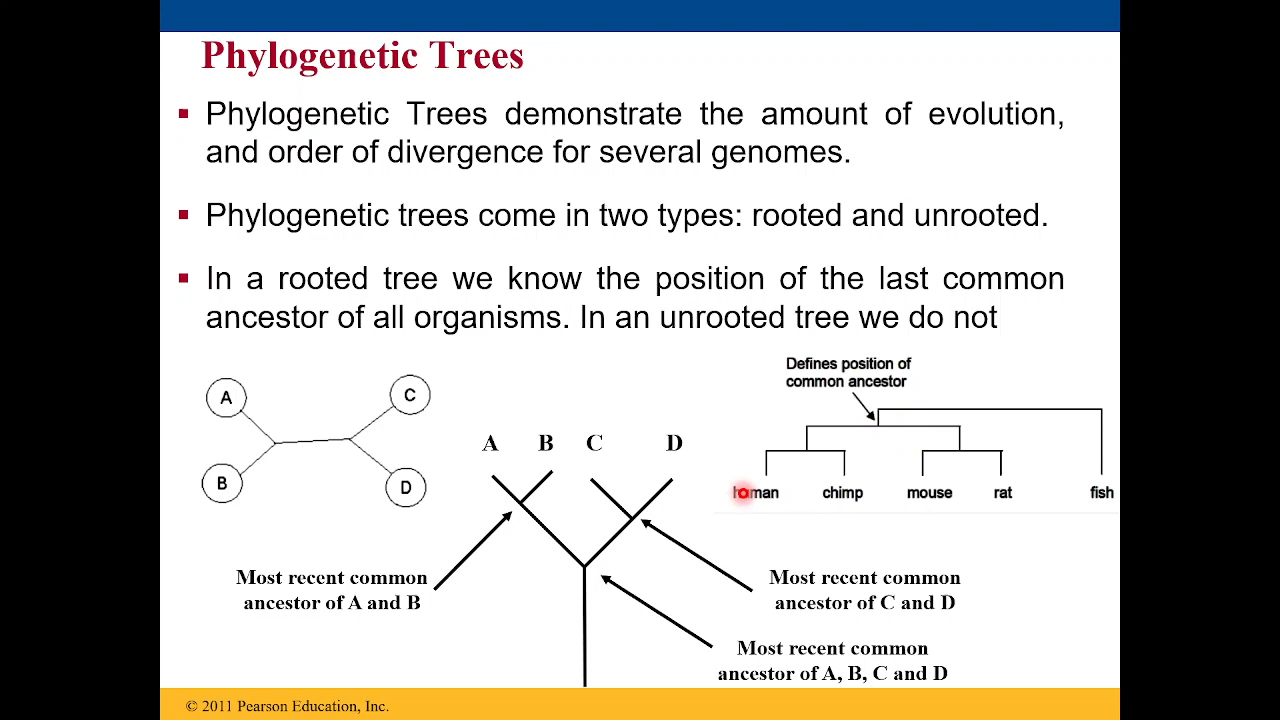 Phylogenetic Trees
▪ Phylogenetic Trees demonstrate the amount of evolution,
and order of divergence for several genomes.
▪ Phylogenetic trees come in two types: rooted and unrooted.
▪ In a rooted tree we know the position of the last common
ancestor of all organisms. In an unrooted tree we do not
A
C
B
D
A B C D
Defines position of
common ancestor
human chimp mouse rat fish
Most recent common
ancestor of A and B
Most recent common
ancestor of C and D
Most recent common
ancestor of A, B, C and D
© 2011 Pearson Education, Inc.